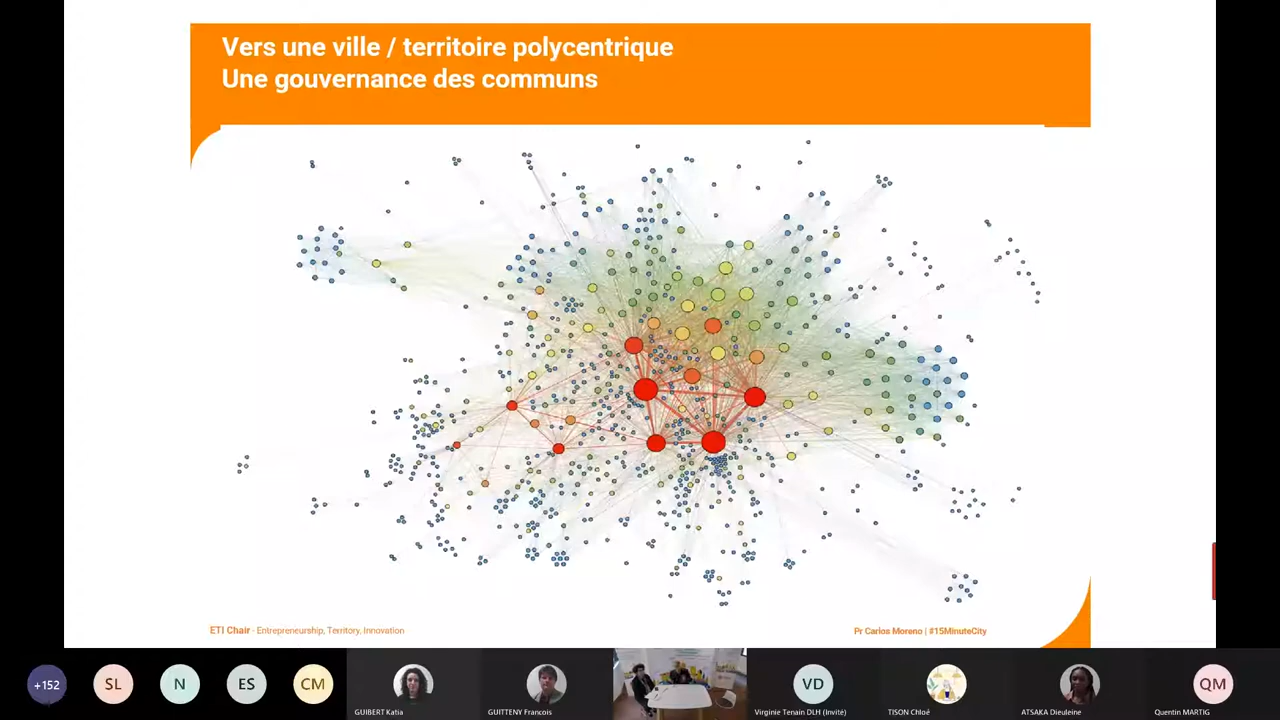 Vers une ville / territoire polycentrique
Une gouvernance des communs
ETI Chair - Entrepreneurship, Territory, Innovation
Pr Carlos Moreno | #15MinuteCity
+152
SL
N
ES
CM
VD
QM
GUIBERT Katia
GUITTENY Francois
Virginie Tenain DLH (Invité)
TISON Chloé
ATSAKA Dieuleine
Quentin MARTIG